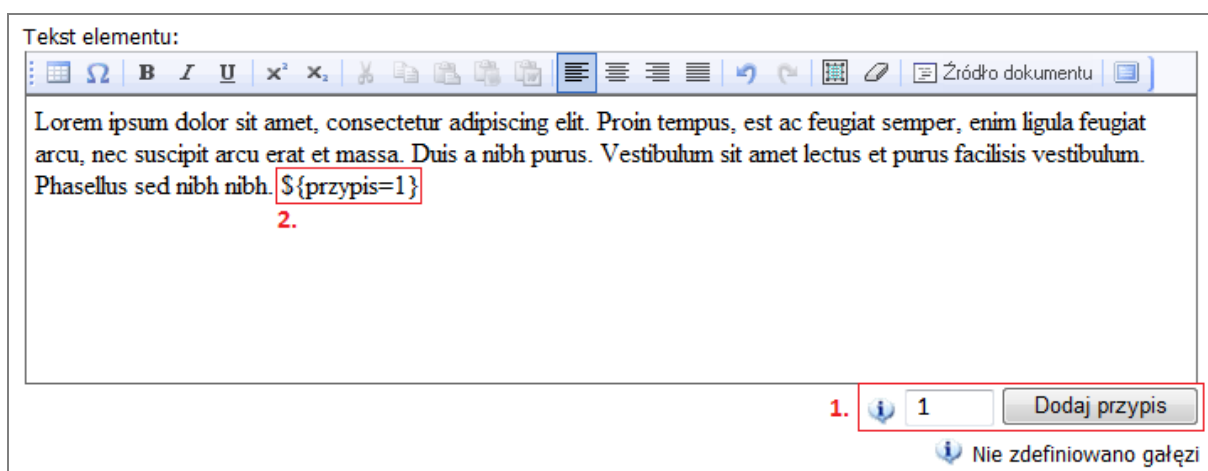 Tekst elementu:
Ω B I U x² x₂ Źródło dokumentu
Lorem ipsum dolor sit amet, consectetur adipiscing elit. Proin tempus, est ac feugiat semper, enim ligula feugiat
arcu, nec suscipit arcu erat et massa. Duis a nibh purus. Vestibulum sit amet lectus et purus facilisis vestibulum.
Phasellus sed nibh nibh. ${przypis=1}
2.
1. 1 Dodaj przypis
Nie zdefiniowano gałęzi